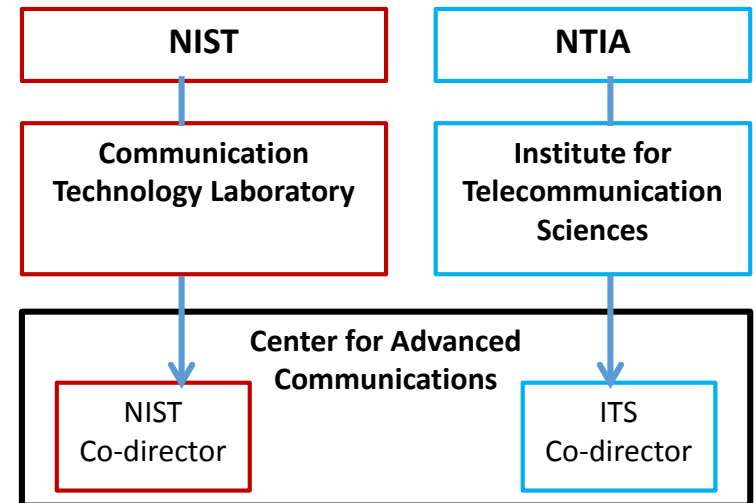 NIST
NTIA
Communication
Technology Laboratory
Institute for
Telecommunication
Sciences
Center for Advanced
Communications
NIST
Co-director
ITS
Co-director